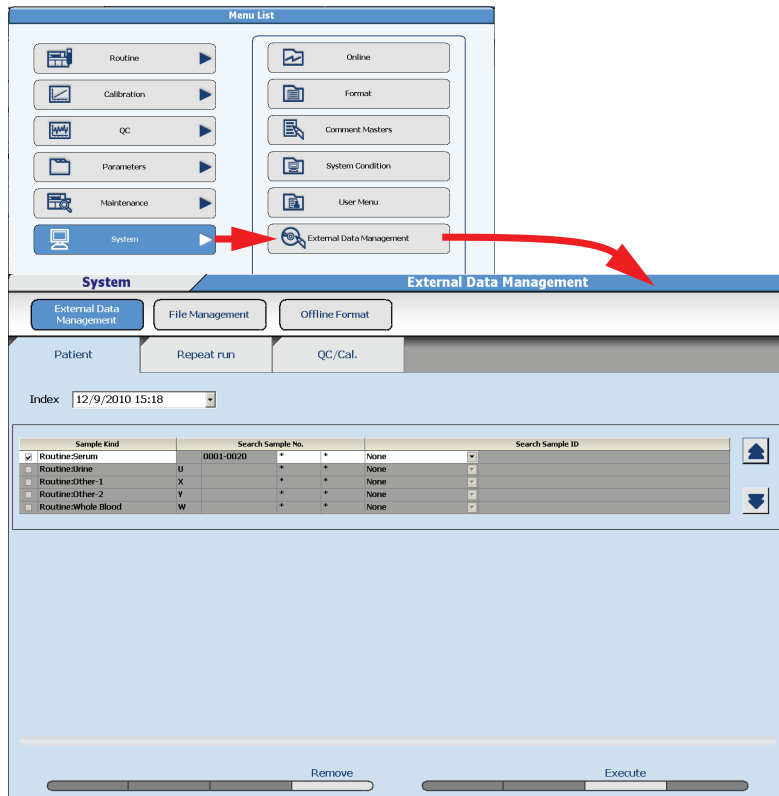 Menu List
Routine
Online
Calibration
Format
QC
Comment Masters
Parameters
System Condition
Maintenance
User Menu
System
External Data Management
System
External Data Management
External Data
Management
File Management
Offline Format
Patient
Repeat run
QC/Cal.
Index 12/9/2010 15:18
Sample Kind Search Sample No. Search Sample ID
Routine:Serum 0001-0020 * * None
Routine:Urine U * * None
Routine:Other-1 X * * None
Routine:Other-2 Y * * None
Routine:Whole Blood W * * None
Remove Execute